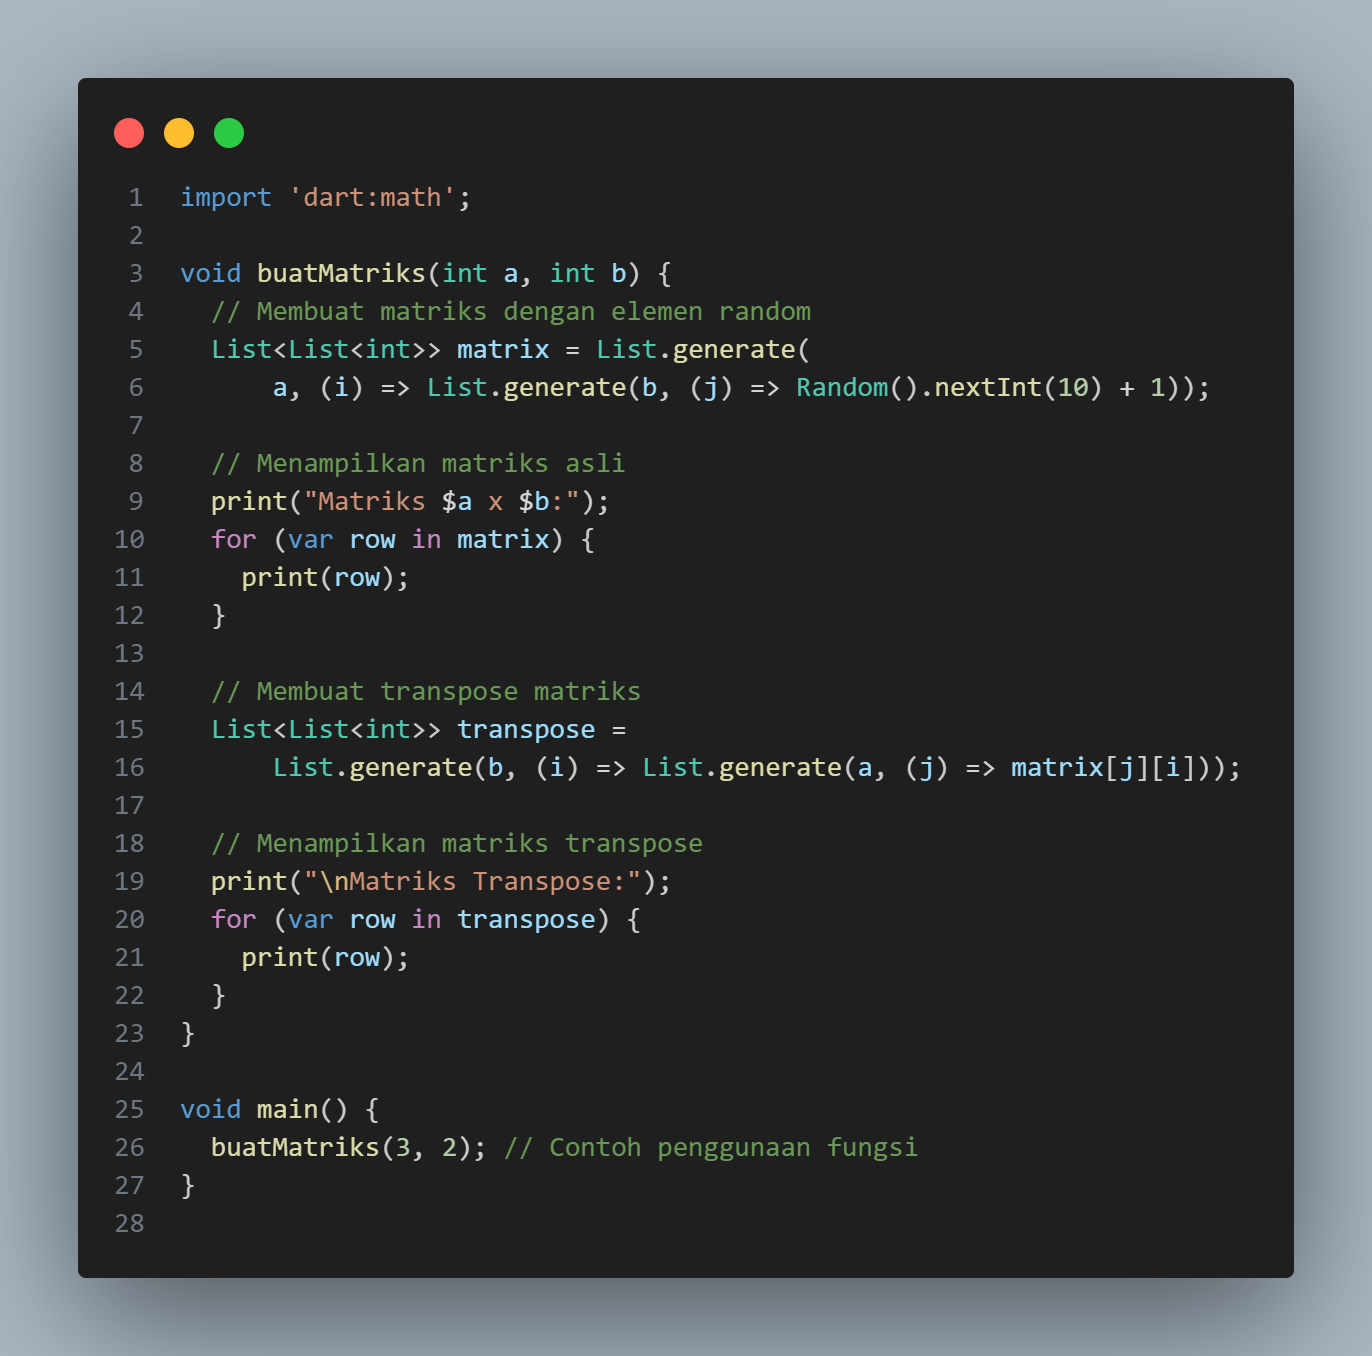 1 import 'dart:math';
2
3 void buatMatriks(int a, int b) {
4   // Membuat matriks dengan elemen random
5   List<List<int>> matrix = List.generate(
6       a, (i) => List.generate(b, (j) => Random().nextInt(10) + 1));
7
8   // Menampilkan matriks asli
9   print("Matriks $a x $b:");
10   for (var row in matrix) {
11     print(row);
12   }
13
14   // Membuat transpose matriks
15   List<List<int>> transpose =
16       List.generate(b, (i) => List.generate(a, (j) => matrix[j][i]));
17
18   // Menampilkan matriks transpose
19   print("\nMatriks Transpose:");
20   for (var row in transpose) {
21     print(row);
22   }
23 }
24
25 void main() {
26   buatMatriks(3, 2); // Contoh penggunaan fungsi
27 }
28